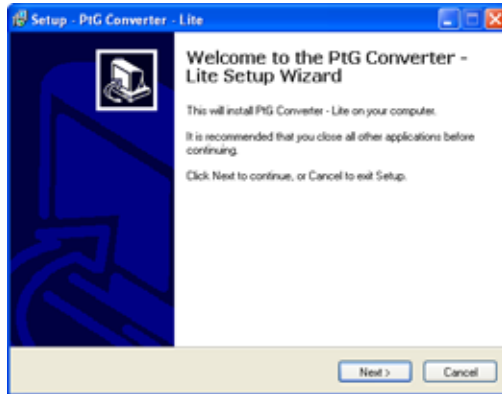 Setup - PtG Converter - Lite
Welcome to the PtG Converter -
Lite Setup Wizard
This will install PtG Converter - Lite on your computer.
It is recommended that you close all other applications before
continuing.
Click Next to continue, or Cancel to exit Setup.
Next >
Cancel